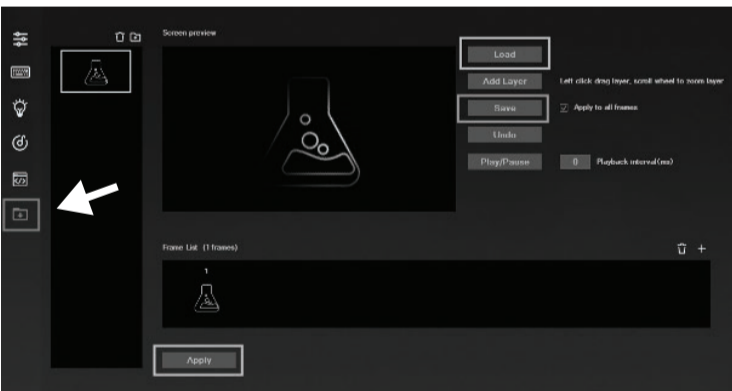 Screen preview
Load
Add Layer
Left click drag layer, scroll wheel to zoom layer
Save
Apply to all frames
Undo
Play/Pause
0
Playback interval(ms)
Frame List (1 frames)
1
Apply